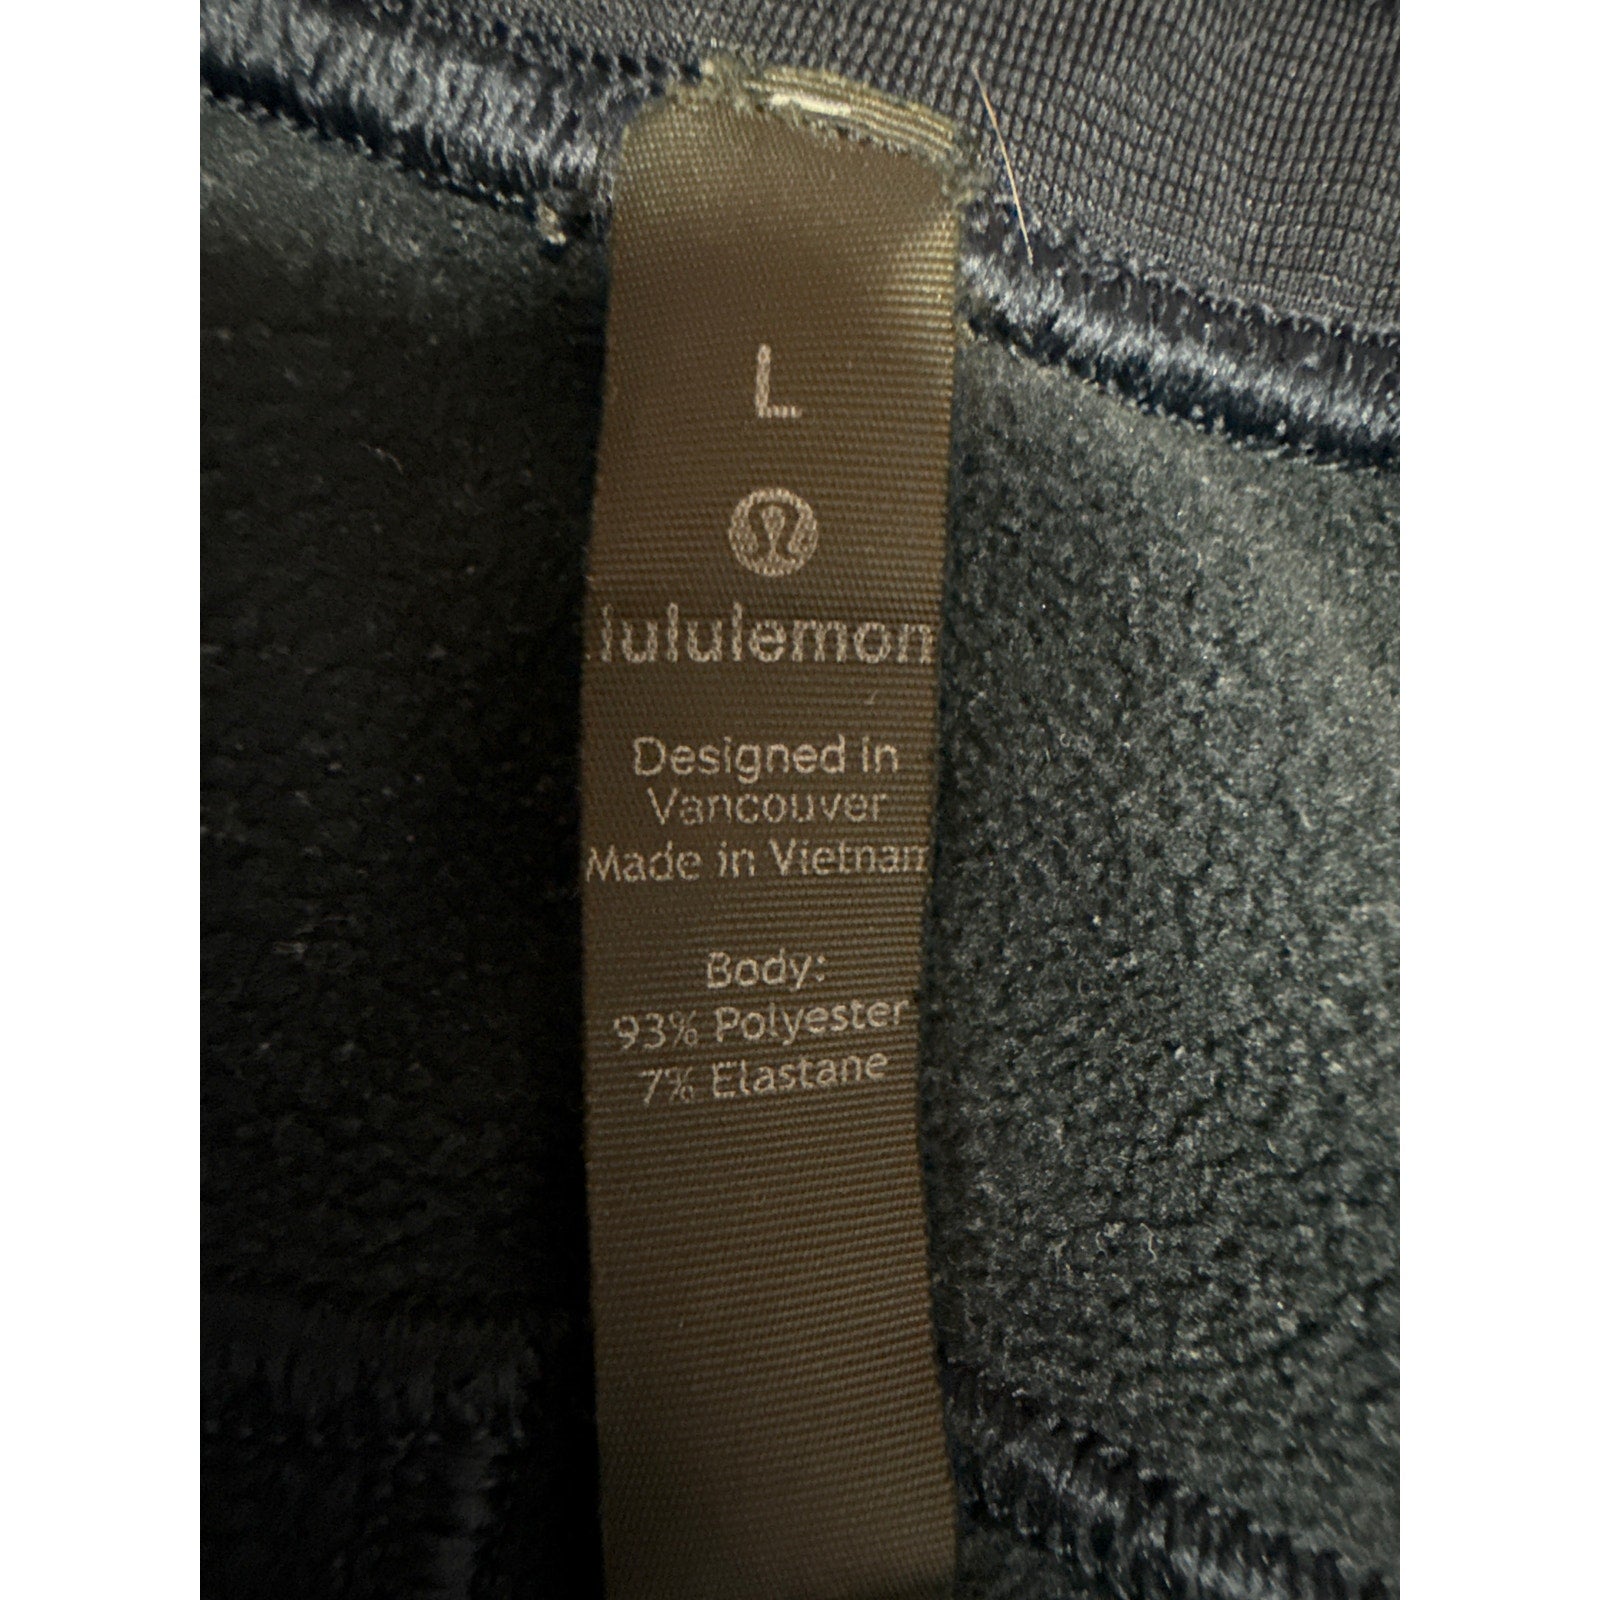 L
lululemon
Designed in
Vancouver
Made in Vietnam
Body:
93% Polyester
7% Elastane